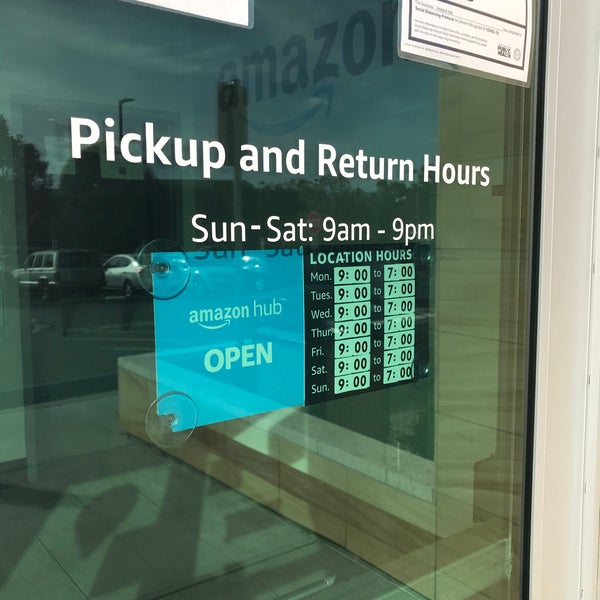 amazon
Pickup and Return Hours
Sun-Sat: 9am - 9pm
LOCATION HOURS
Mon. 9:00 to 7:00
Tues. 9:00 to 7:00
Wed. 9:00 to 7:00
Thur. 9:00 to 7:00
Fri. 9:00 to 7:00
Sat. 9:00 to 7:00
Sun. 9:00 to 7:00
amazon hub
OPEN